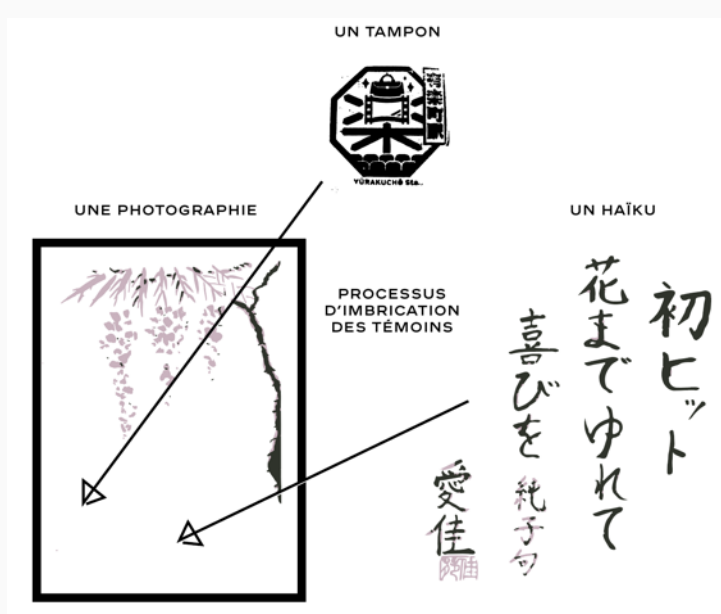 UN TAMPON
YŪRAKUCHŌ Sta..
UNE PHOTOGRAPHIE
UN HAÏKU
PROCESSUS
D'IMBRICATION
DES TÉMOINS
初ヒット
花までゆれて
喜びを 純子句
愛佳